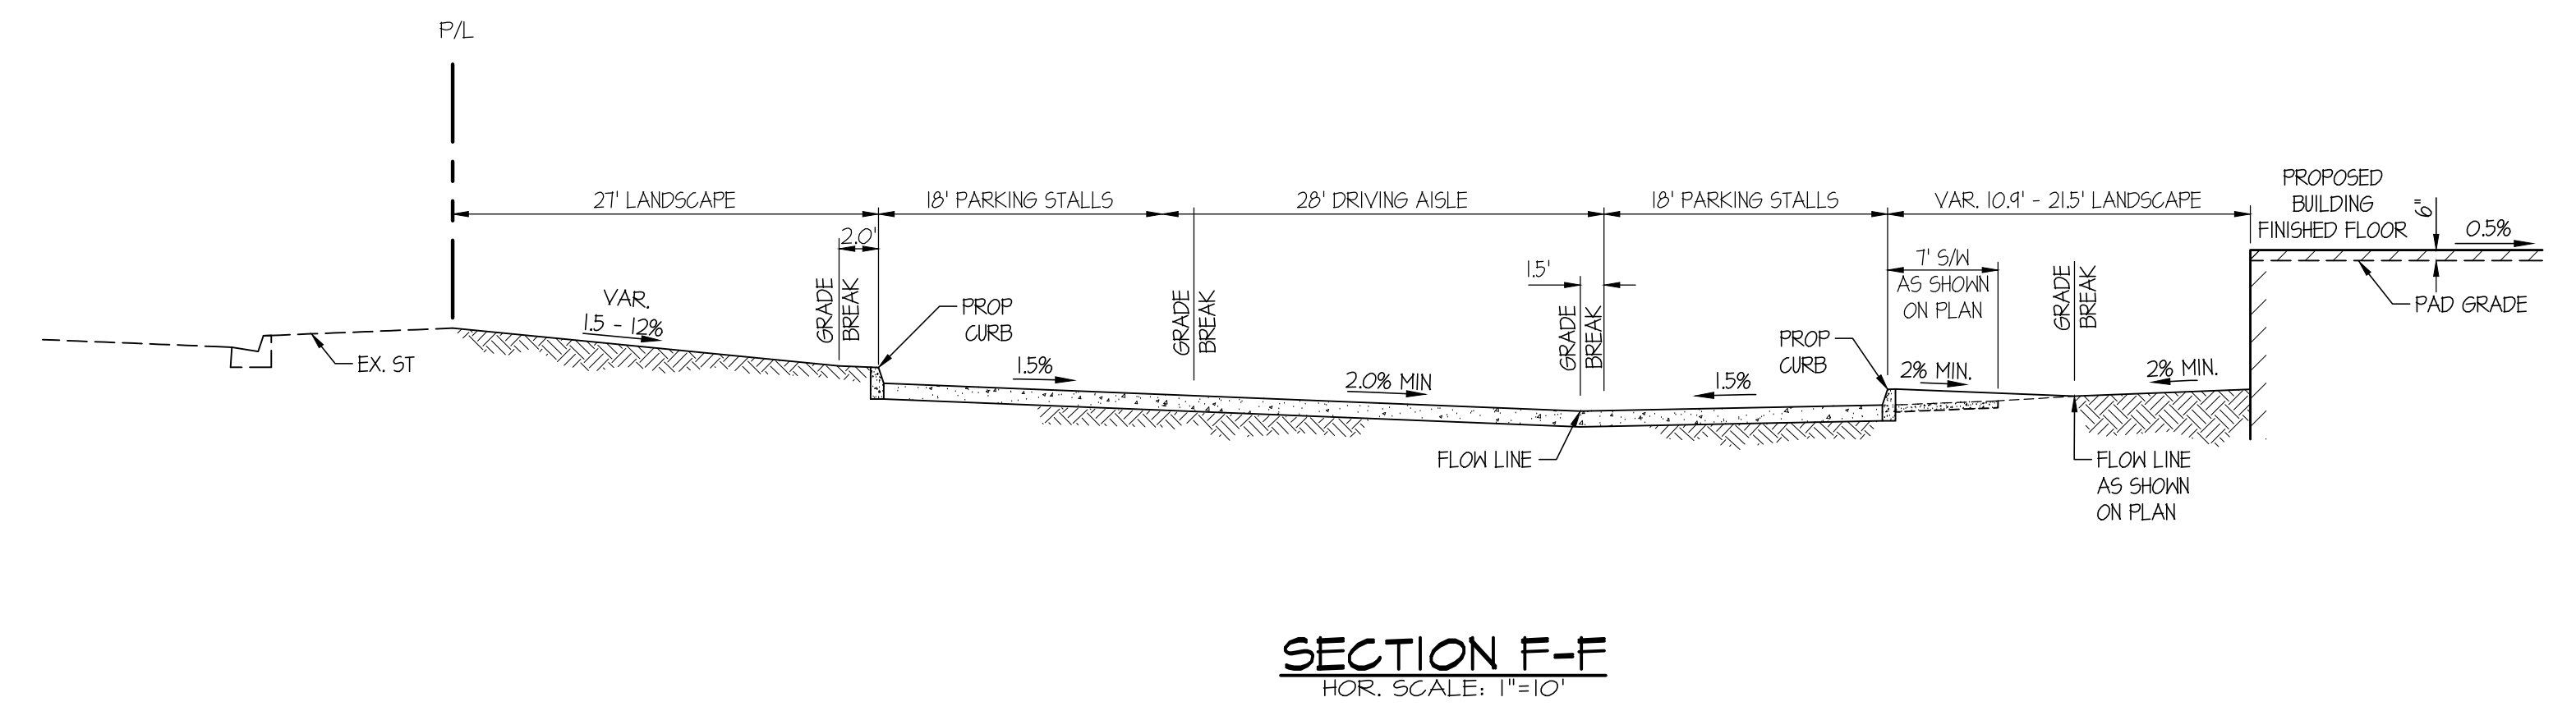 P/L
27' LANDSCAPE
18' PARKING STALLS
28' DRIVING AISLE
18' PARKING STALLS
VAR. 10.9' - 21.5' LANDSCAPE
PROPOSED
BUILDING
FINISHED FLOOR
6"
0.5%
2.0'
GRADE
BREAK
VAR.
1.5 - 12%
EX. ST
PROP
CURB
1.5%
GRADE
BREAK
2.0% MIN
1.5'
GRADE
BREAK
FLOW LINE
1.5%
PROP
CURB
7' S/W
AS SHOWN
ON PLAN
2% MIN.
GRADE
BREAK
2% MIN.
FLOW LINE
AS SHOWN
ON PLAN
PAD GRADE
SECTION F-F
HOR. SCALE: 1"=10'